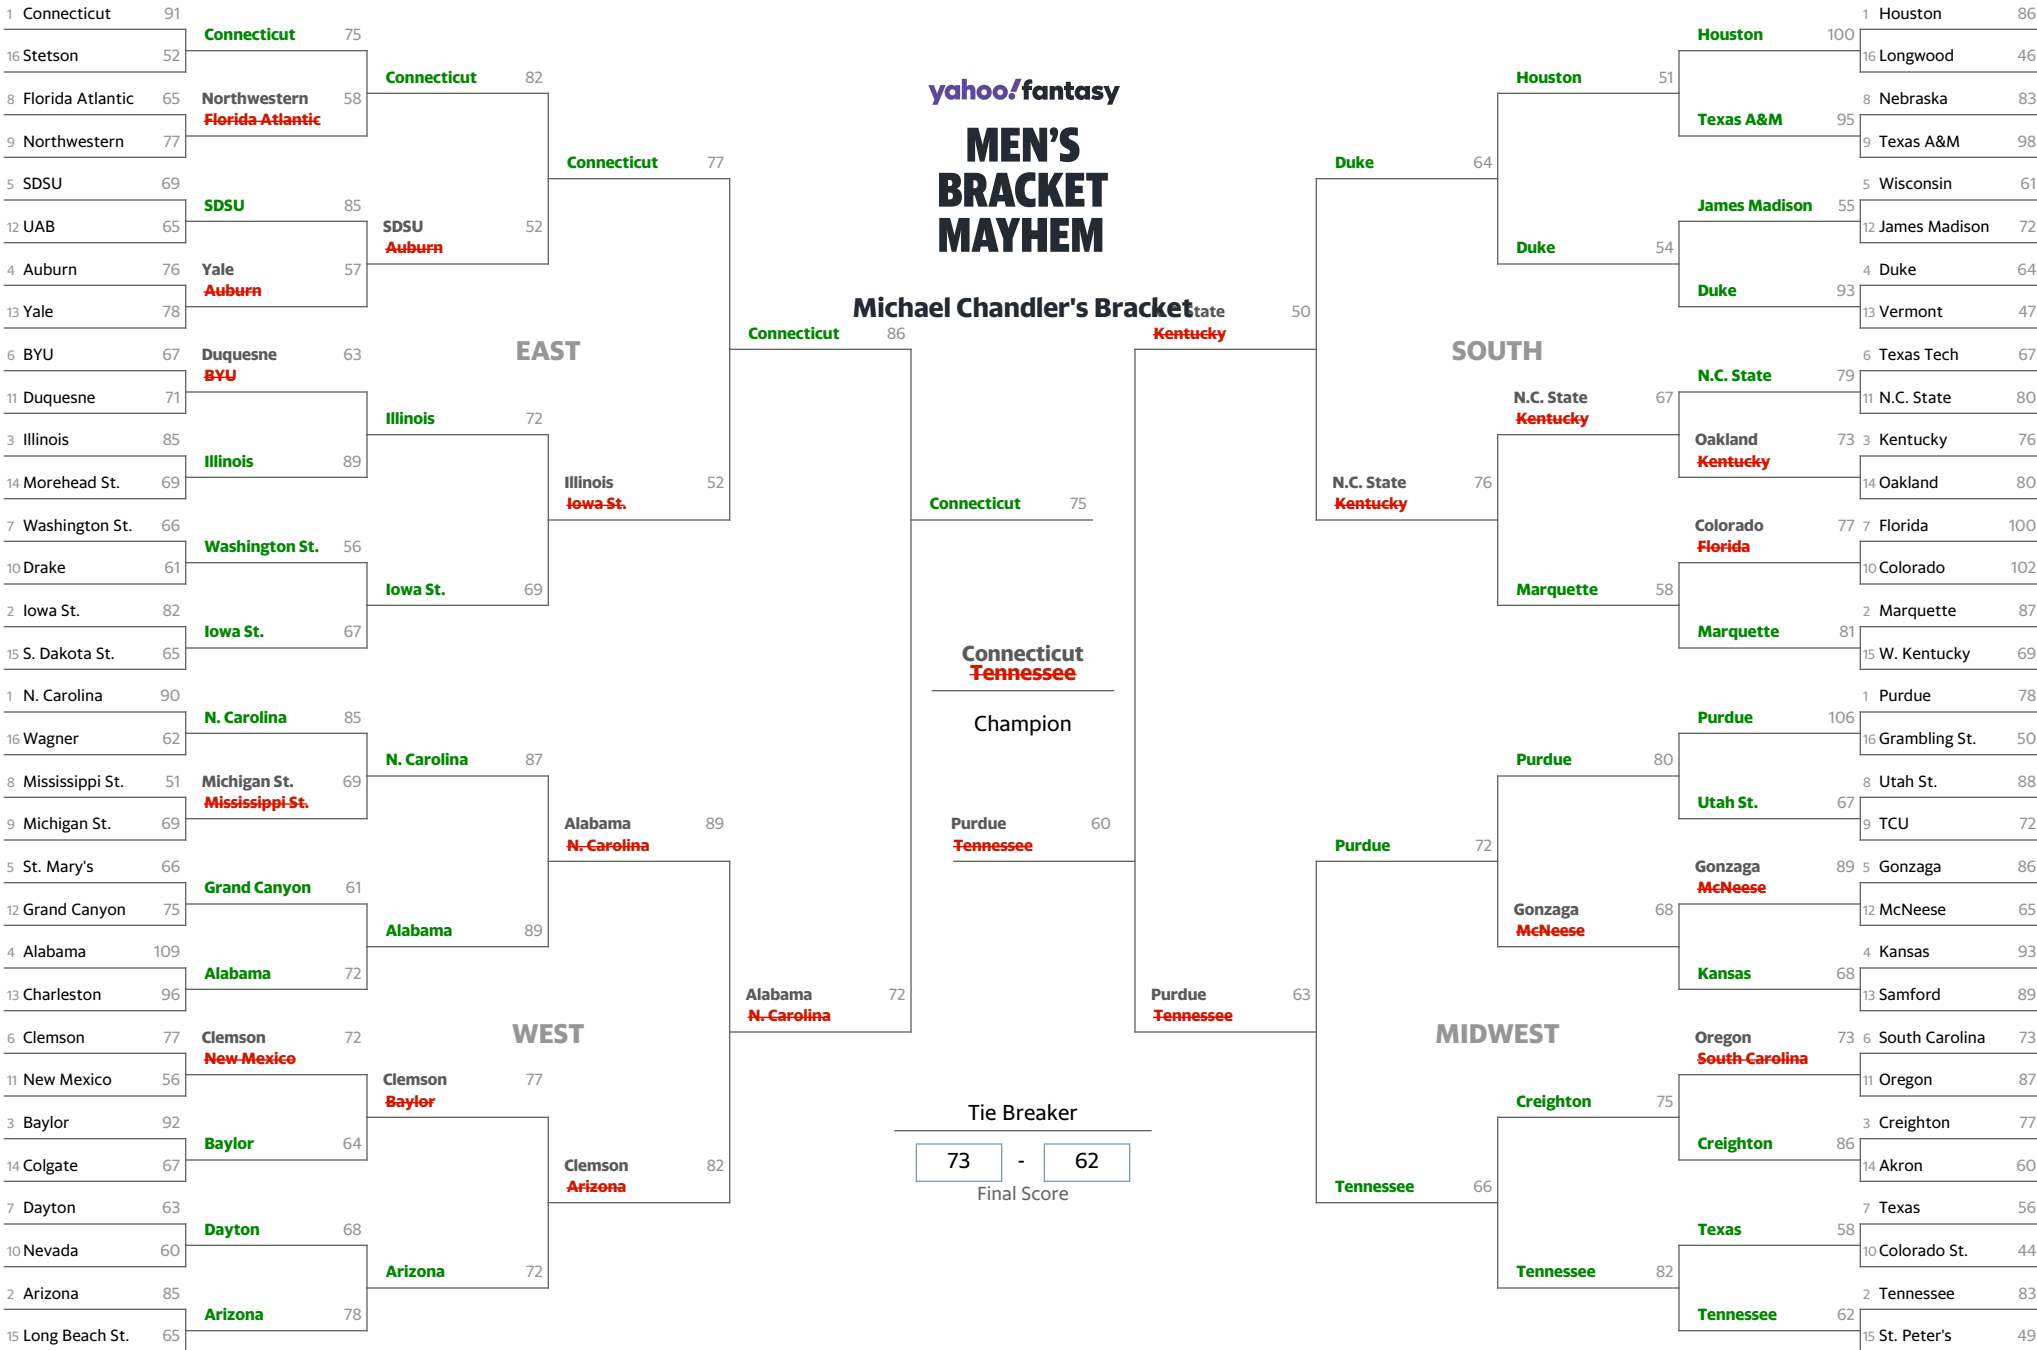 1 Connecticut 91
16 Stetson 52
8 Florida Atlantic 65
9 Northwestern 77
5 SDSU 69
12 UAB 65
4 Auburn 76
13 Yale 78
6 BYU 67
11 Duquesne 71
3 Illinois 85
14 Morehead St. 69
7 Washington St. 66
10 Drake 61
2 Iowa St. 82
15 S. Dakota St. 65
1 N. Carolina 90
16 Wagner 62
8 Mississippi St. 51
9 Michigan St. 69
5 St. Mary's 66
12 Grand Canyon 75
4 Alabama 109
13 Charleston 96
6 Clemson 77
11 New Mexico 56
3 Baylor 92
14 Colgate 67
7 Dayton 63
10 Nevada 60
2 Arizona 85
15 Long Beach St. 65
Connecticut 75
Northwestern 58
Florida Atlantic
SDSU 85
Yale 57
Auburn
Duquesne 63
BYU
Illinois 89
Washington St. 56
Iowa St. 67
N. Carolina 85
Michigan St. 69
Mississippi St.
Grand Canyon 61
Alabama 72
Clemson 72
New Mexico
Baylor 64
Dayton 68
Arizona 78
Connecticut 82
SDSU 52
Auburn
Illinois 72
Iowa St. 69
N. Carolina 87
Alabama 89
Clemson 77
Baylor
Arizona 72
Connecticut 77
EAST
Illinois 52
Iowa St.
Alabama 89
N. Carolina
WEST
Clemson 82
Arizona
Connecticut 86
Alabama 72
N. Carolina
yahoo!fantasy
MEN'S
BRACKET
MAYHEM
Michael Chandler's Bracket
Connecticut 75
Connecticut
Tennessee
Champion
Purdue 60
Tennessee
Tie Breaker
73 - 62
Final Score
State 50
Kentucky
Purdue 63
Tennessee
Duke 64
SOUTH
N.C. State 76
Kentucky
Purdue 72
MIDWEST
Tennessee 66
Houston 51
Duke 54
N.C. State 67
Kentucky
Marquette 58
Purdue 80
Gonzaga 68
McNeese
Creighton 75
Tennessee 82
Houston 100
Texas A&M 95
James Madison 55
Duke 93
N.C. State 79
Oakland 73
Kentucky
Colorado 77
Florida
Marquette 81
Purdue 106
Utah St. 67
Gonzaga 89
McNeese
Kansas 68
Oregon 73
South Carolina
Creighton 86
Texas 58
Tennessee 62
1 Houston 86
16 Longwood 46
8 Nebraska 83
9 Texas A&M 98
5 Wisconsin 61
12 James Madison 72
4 Duke 64
13 Vermont 47
6 Texas Tech 67
11 N.C. State 80
3 Kentucky 76
14 Oakland 80
7 Florida 100
10 Colorado 102
2 Marquette 87
15 W. Kentucky 69
1 Purdue 78
16 Grambling St. 50
8 Utah St. 88
9 TCU 72
5 Gonzaga 86
12 McNeese 65
4 Kansas 93
13 Samford 89
6 South Carolina 73
11 Oregon 87
3 Creighton 77
14 Akron 60
7 Texas 56
10 Colorado St. 44
2 Tennessee 83
15 St. Peter's 49